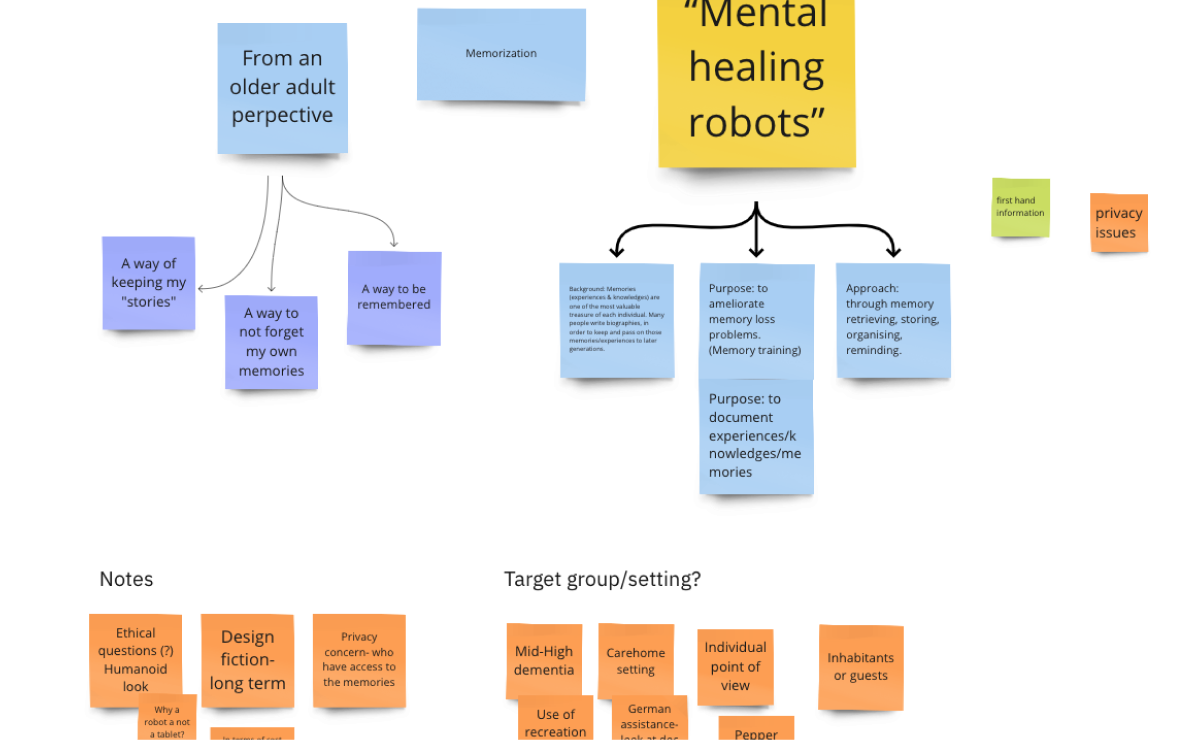 "Mental
healing
robots"
From an
older adult
perpective
Memorization
first hand
information
privacy
issues
A way of
keeping my
"stories"
A way to
not forget
my own
memories
A way to be
remembered
Background: Memories
(experiences & knowledges) are
one of the most valuable
treasure of each individual. Many
people write biographies, in
order to keep and pass on those
memories/experiences to later
generations.
Purpose: to
ameliorate
memory loss
problems.
(Memory training)
Purpose: to
document
experiences/k
nowledges/me
mories
Approach:
through memory
retrieving, storing,
organising,
reminding.
Notes
Ethical
questions (?)
Humanoid
look
Why a
robot a not
a tablet?
Design
fiction-
long term
In terms of
Privacy
concern- who
have access to
the memories
Target group/setting?
Mid-High
dementia
Use of
recreation
Carehome
setting
German
assistance-
look at
Individual
point of
view
Pepper
Inhabitants
or guests